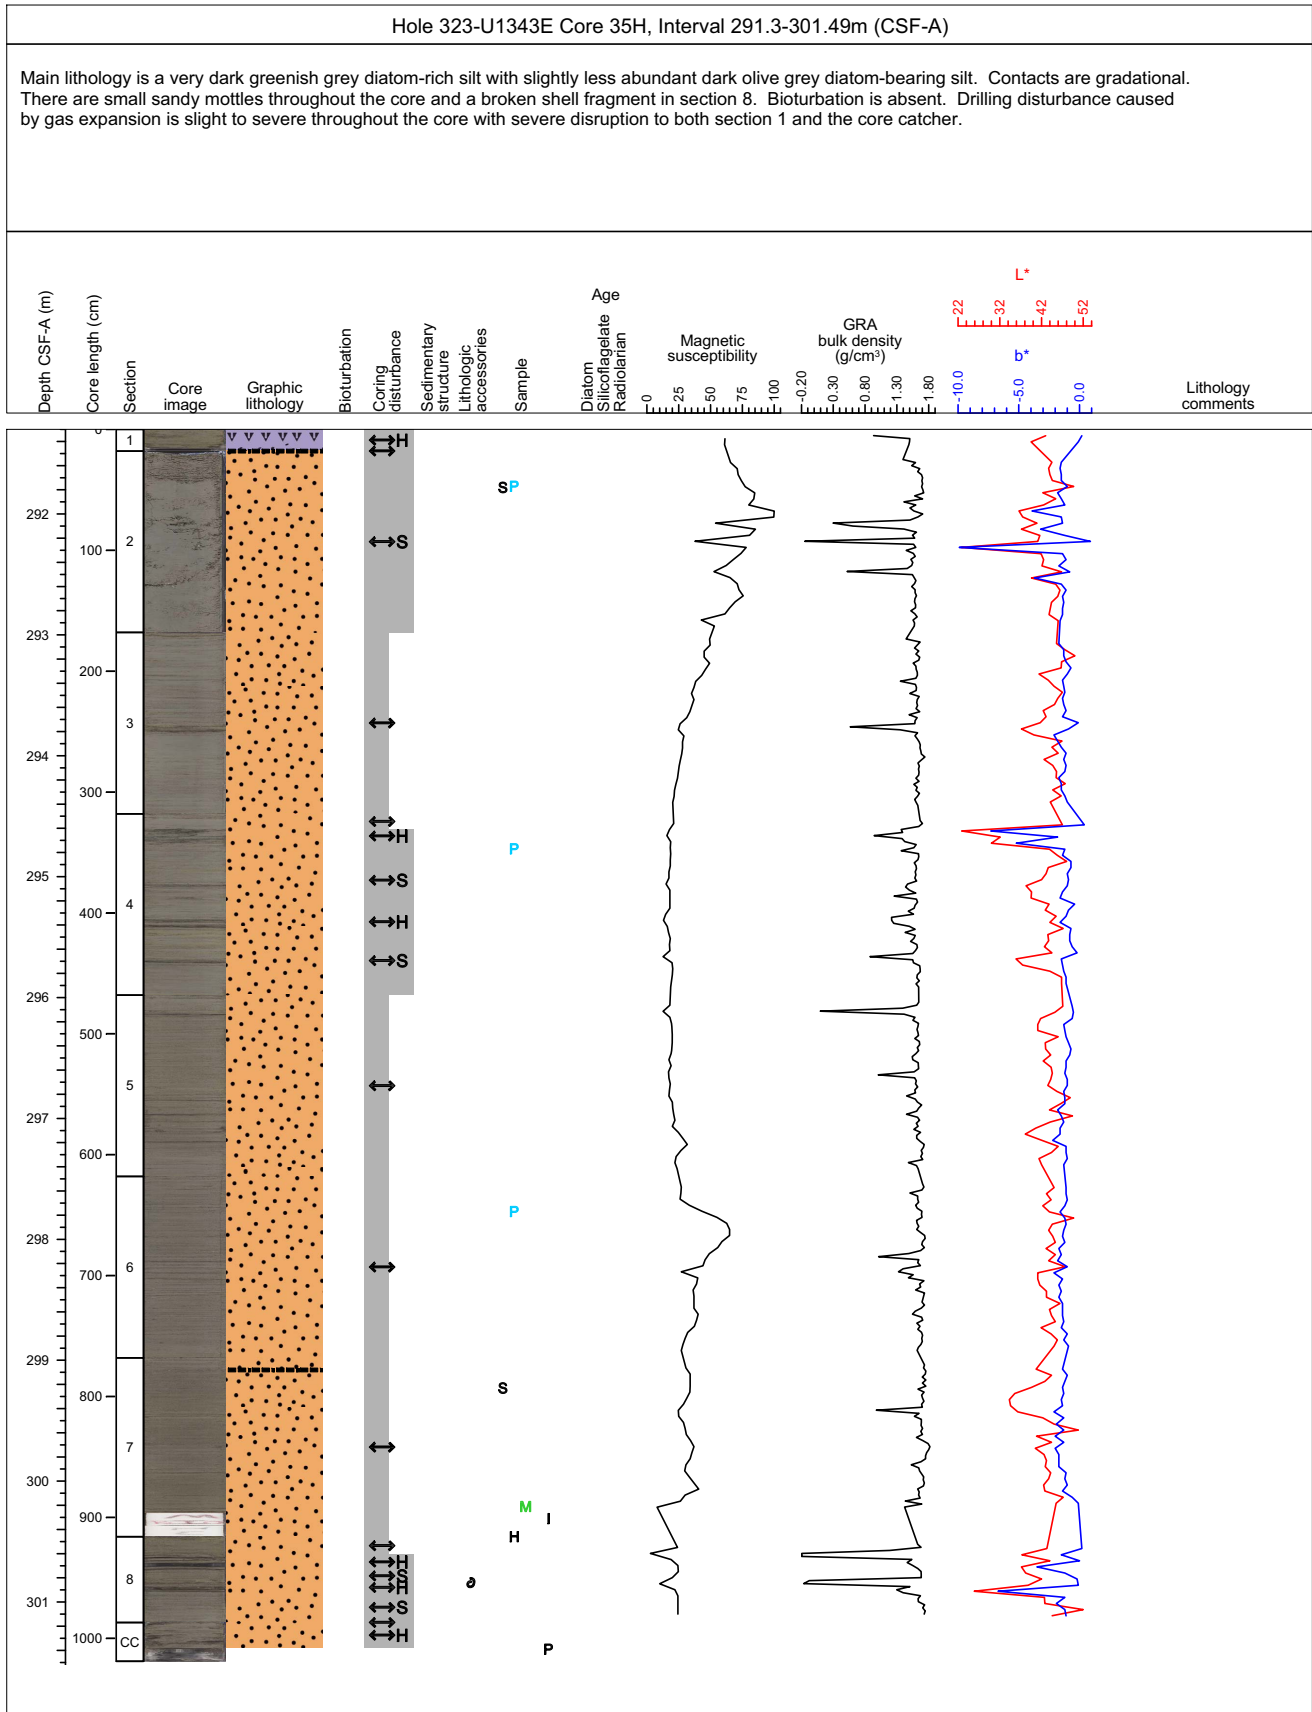 Hole 323-U1343E Core 35H, Interval 291.3-301.49m (CSF-A)
Main lithology is a very dark greenish grey diatom-rich silt with slightly less abundant dark olive grey diatom-bearing silt. Contacts are gradational.
There are small sandy mottles throughout the core and a broken shell fragment in section 8. Bioturbation is absent. Drilling disturbance caused
by gas expansion is slight to severe throughout the core with severe disruption to both section 1 and the core catcher.
Depth CSF-A (m)
Core length (cm)
Section
Core
image
Graphic
lithology
Bioturbation
Coring
disturbance
Sedimentary
structure
Lithologic
accessories
Sample
Age
Diatom
Silicoflagelate
Radiolarian
Magnetic
susceptibility
0 25 50 75 100
GRA
bulk density
(g/cm³)
-0.20 0.30 0.80 1.30 1.80
L*
22 32 42 52
b*
-10.0 -5.0 0.0
Lithology
comments
1
H
S P
292
2
S
100
293
200
3
294
300
H
P
295
S
4
400
H
S
296
500
5
297
600
P
298
6
700
299
S
800
7
300
M
900
I
H
H
S
8
H
301
S
CC
H
1000
P